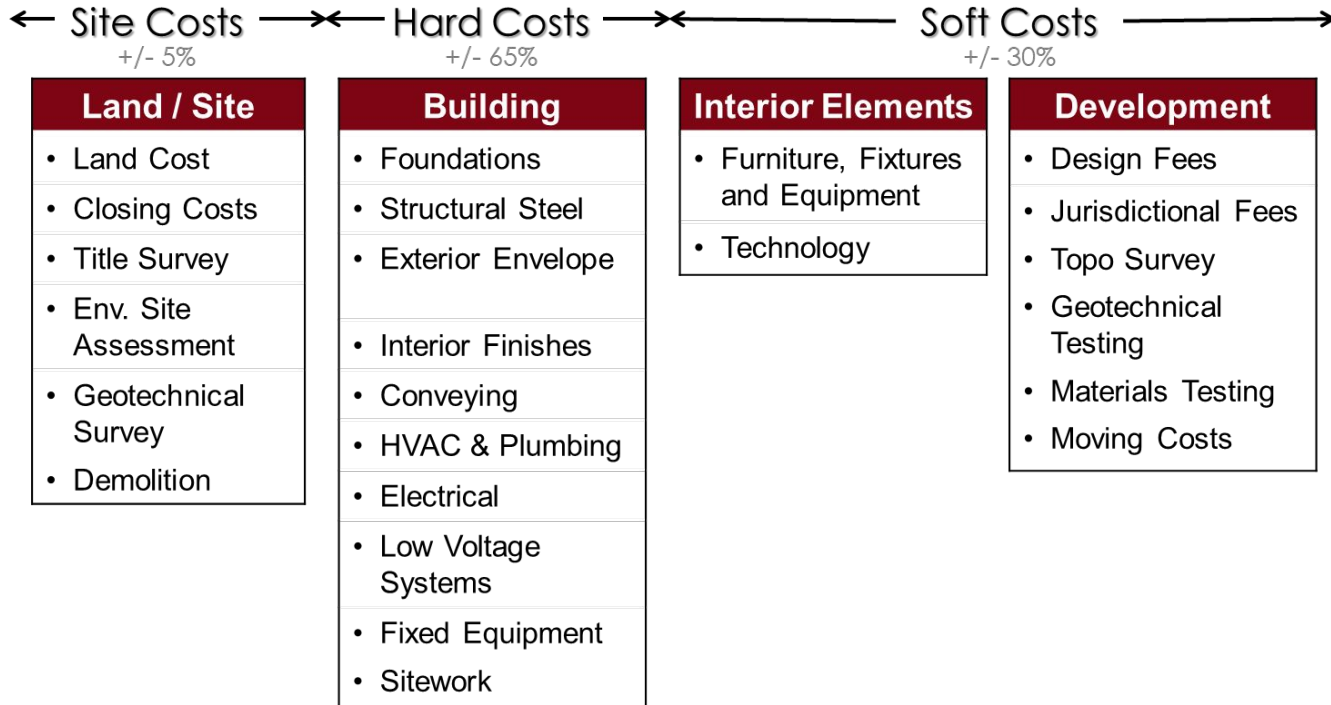 Site Costs
+/- 5%
Hard Costs
+/- 65%
Soft Costs
+/- 30%
Land / Site
• Land Cost
• Closing Costs
• Title Survey
• Env. Site
Assessment
• Geotechnical
Survey
• Demolition
Building
• Foundations
• Structural Steel
• Exterior Envelope
• Interior Finishes
• Conveying
• HVAC & Plumbing
• Electrical
• Low Voltage
Systems
• Fixed Equipment
• Sitework
Interior Elements
• Furniture, Fixtures
and Equipment
• Technology
Development
• Design Fees
• Jurisdictional Fees
• Topo Survey
• Geotechnical
Testing
• Materials Testing
• Moving Costs